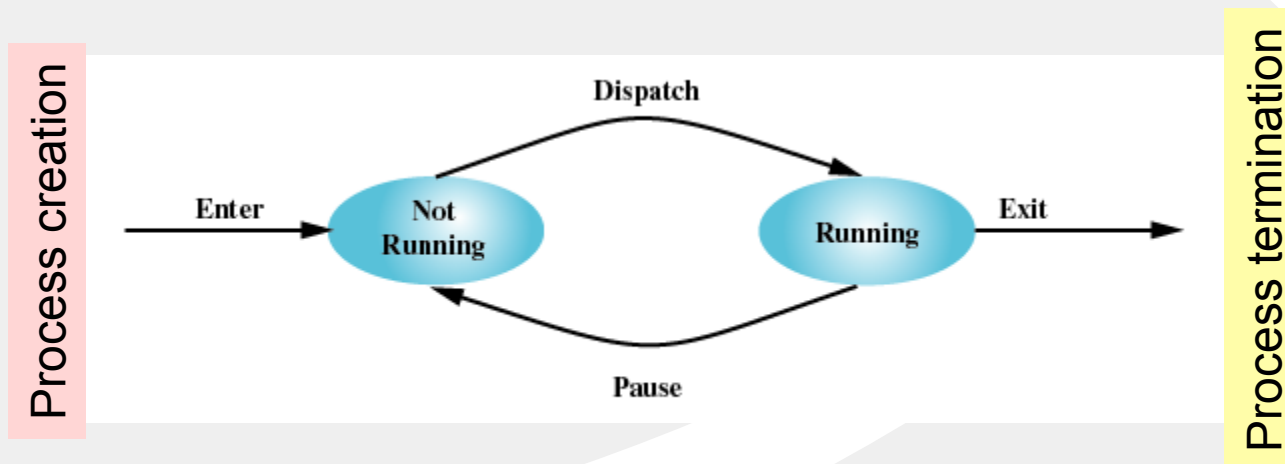 Process creation
Enter
Not
Running
Dispatch
Pause
Running
Exit
Process termination